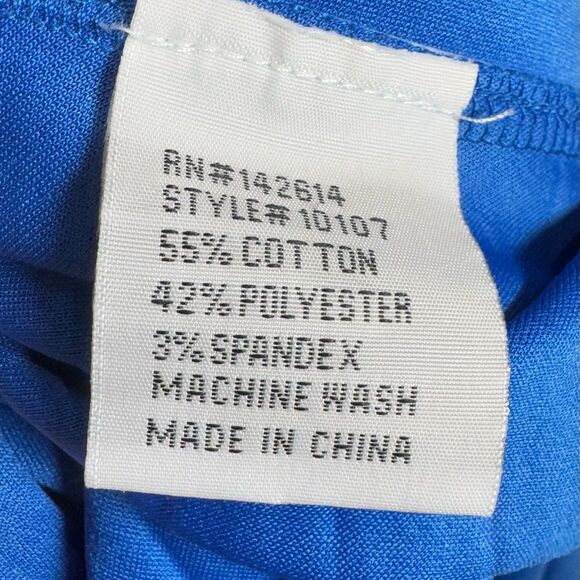 RN#142614
STYLE#10107
55% COTTON
42% POLYESTER
3% SPANDEX
MACHINE WASH
MADE IN CHINA